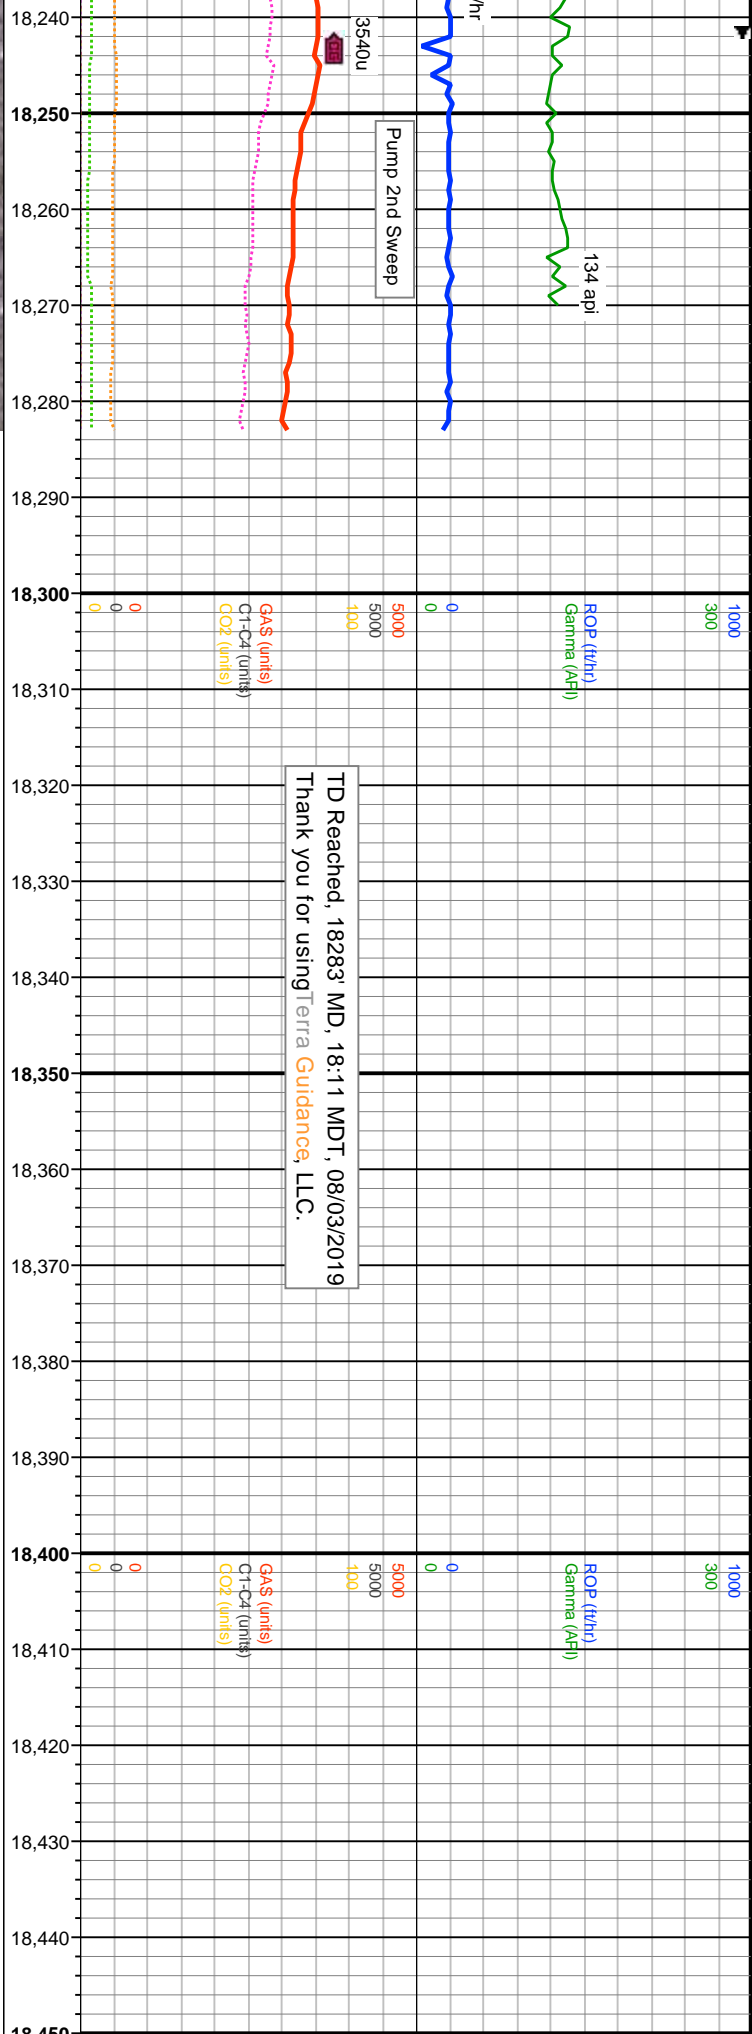 /hr
3540u
134 api
Pump 2nd Sweep
18,240
18,250
18,260
18,270
18,280
18,290
18,300
1000
300
ROP (ft/hr)
Gamma (API)
0
0
5000
5000
100
GAS (units)
C1-C4 (units)
CO2 (units)
0
0
0
18,310
18,320
TD Reached, 18283' MD, 18:11 MDT, 08/03/2019
Thank you for usingTerra Guidance, LLC.
18,330
18,340
18,350
18,360
18,370
18,380
18,390
18,400
1000
300
ROP (ft/hr)
Gamma (API)
0
0
5000
5000
100
GAS (units)
C1-C4 (units)
CO2 (units)
0
0
0
18,410
18,420
18,430
18,440
18,450